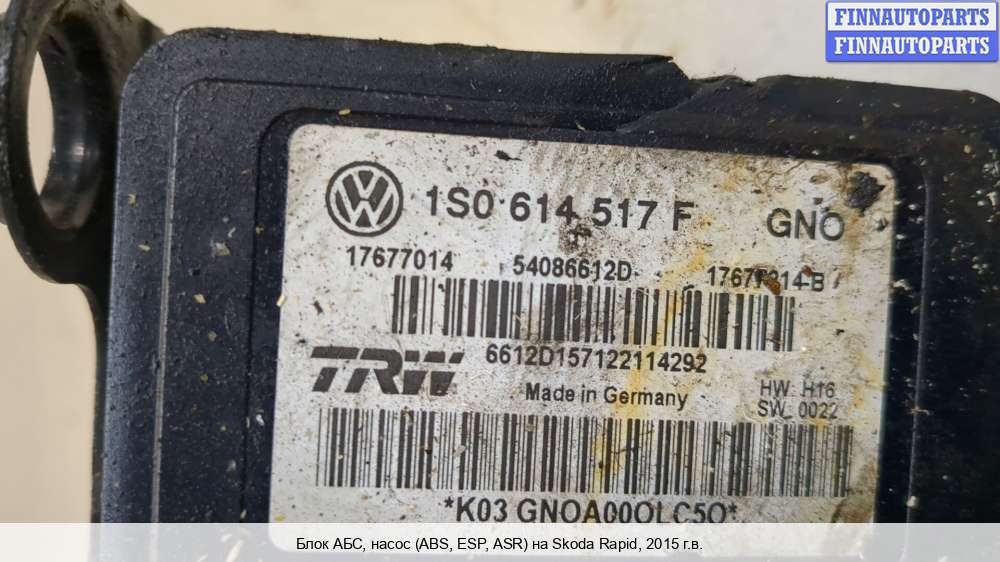 FINNAUTOPARTS
FINNAUTOPARTS
1S0 614 517 F GNO
17677014 54086612D
6612D157122114292
TRW
Made in Germany
HW H16
SW 0022
*K03 GNOA00OLC5O*
Блок АБС, насос (ABS, ESP, ASR) на Skoda Rapid, 2015 г.в.